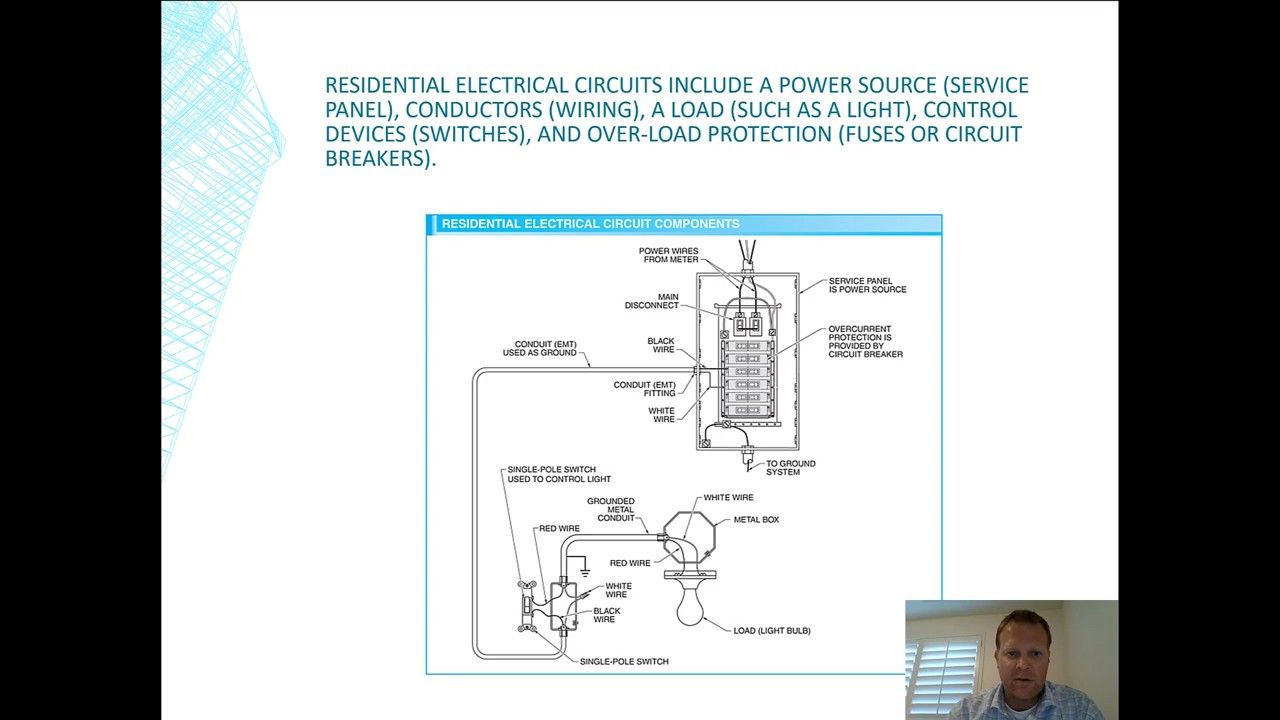 RESIDENTIAL ELECTRICAL CIRCUITS INCLUDE A POWER SOURCE (SERVICE
PANEL), CONDUCTORS (WIRING), A LOAD (SUCH AS A LIGHT), CONTROL
DEVICES (SWITCHES), AND OVER-LOAD PROTECTION (FUSES OR CIRCUIT
BREAKERS).
RESIDENTIAL ELECTRICAL CIRCUIT COMPONENTS
POWER WIRES
FROM METER
SERVICE PANEL
IS POWER SOURCE
MAIN
DISCONNECT
OVERCURRENT
PROTECTION IS
PROVIDED BY
CIRCUIT BREAKER
BLACK
WIRE
CONDUIT (EMT)
USED AS GROUND
CONDUIT (EMT)
FITTING
WHITE
WIRE
TO GROUND
SYSTEM
SINGLE-POLE SWITCH
USED TO CONTROL LIGHT
GROUNDED
METAL
CONDUIT
WHITE WIRE
METAL BOX
RED WIRE
RED WIRE
WHITE
WIRE
BLACK
WIRE
LOAD (LIGHT BULB)
SINGLE-POLE SWITCH